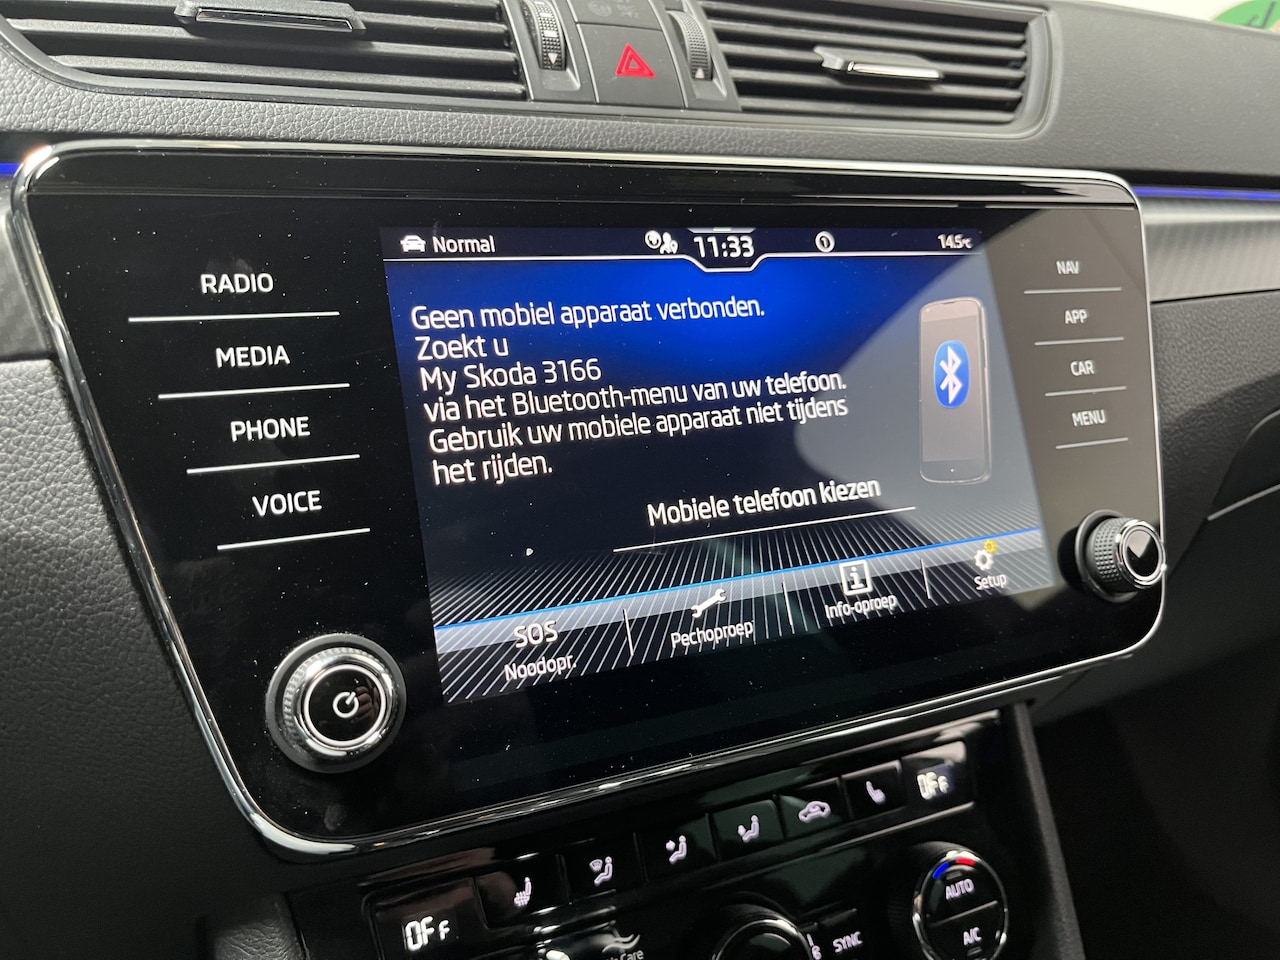 Normal
11:33
1
14.5°C
RADIO
MEDIA
PHONE
VOICE
NAV
APP
CAR
MENU
Geen mobiel apparaat verbonden.
Zoekt u
My Skoda 3166
via het Bluetooth-menu van uw telefoon.
Gebruik uw mobiele apparaat niet tijdens
het rijden.
Mobiele telefoon kiezen
SOS
Noodopr.
Pechoproep
i
Info-oproep
Setup
OFF
OFF
AUTO
A/C
SYNC
Care